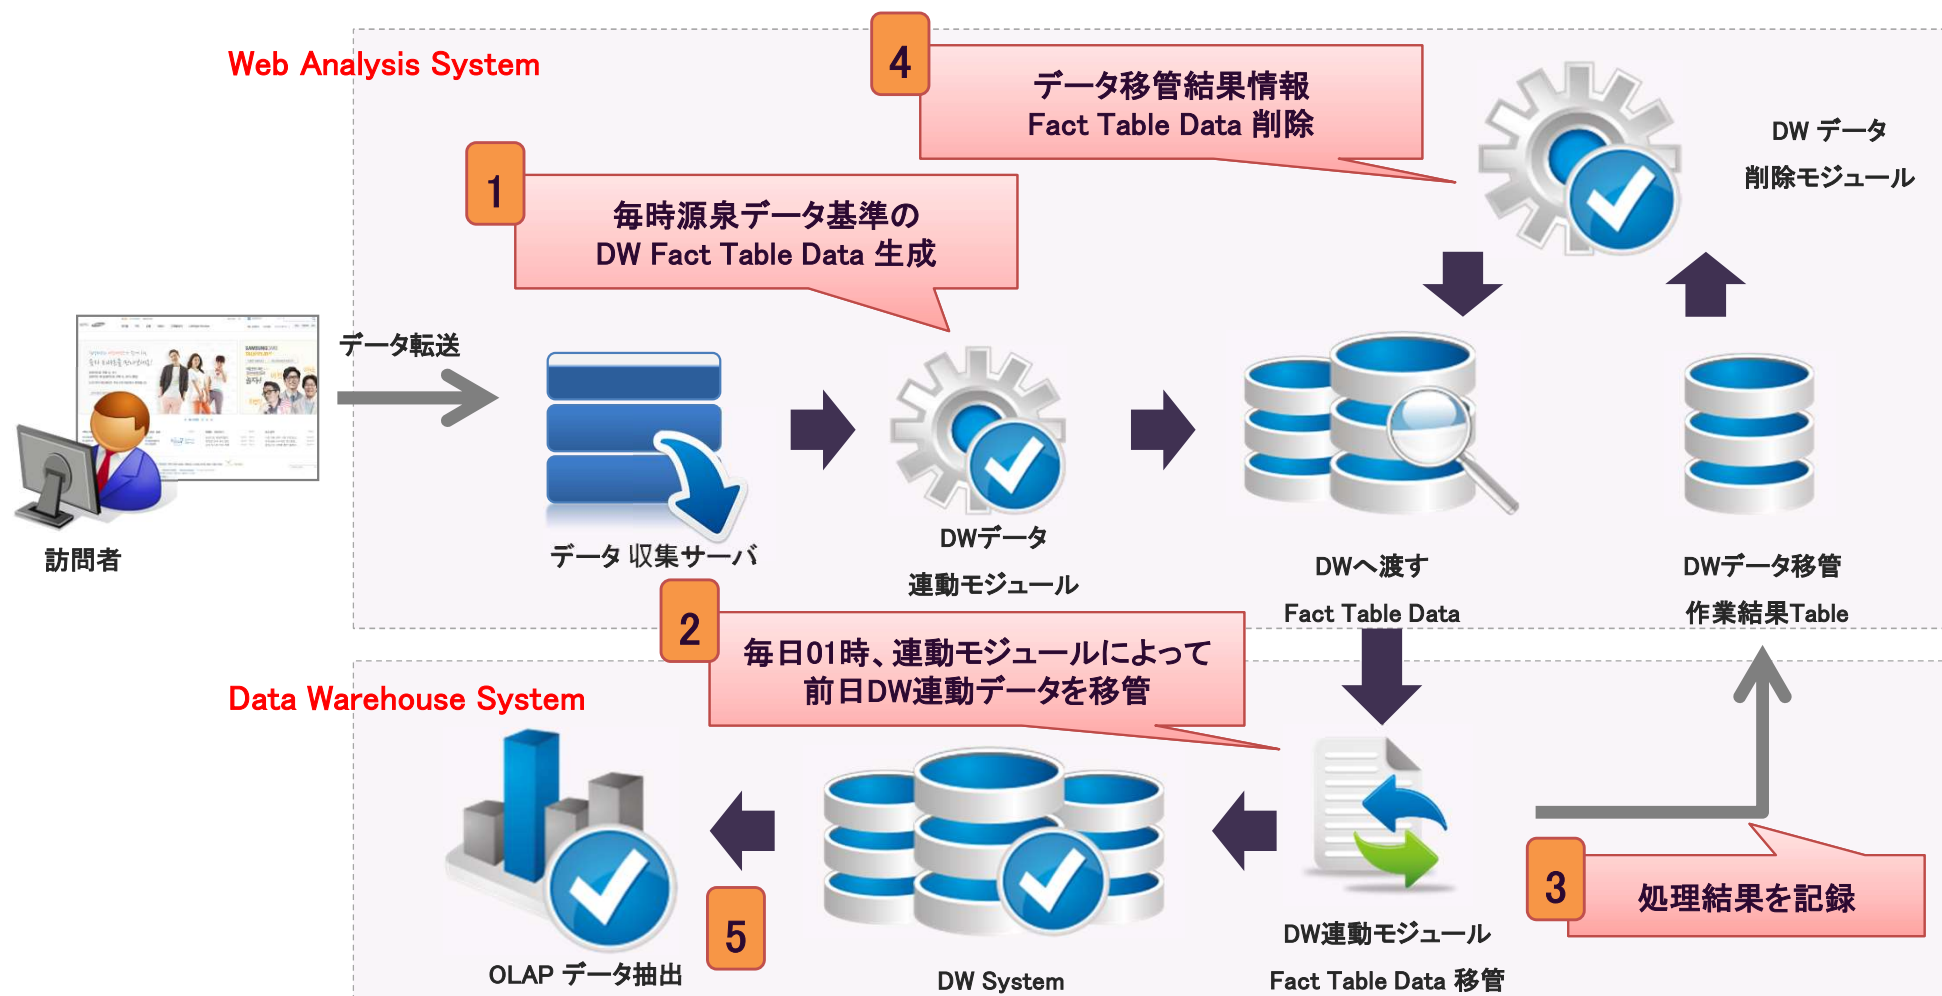 Web Analysis System
4
データ移管結果情報
Fact Table Data 削除
DW データ
削除モジュール
1
毎時源泉データ基準の
DW Fact Table Data 生成
データ転送
訪問者
データ 収集サーバ
DWデータ
連動モジュール
DWへ渡す
Fact Table Data
DWデータ移管
作業結果Table
2
毎日01時、連動モジュールによって
前日DW連動データを移管
Data Warehouse System
3
処理結果を記録
5
OLAP データ抽出
DW System
DW連動モジュール
Fact Table Data 移管